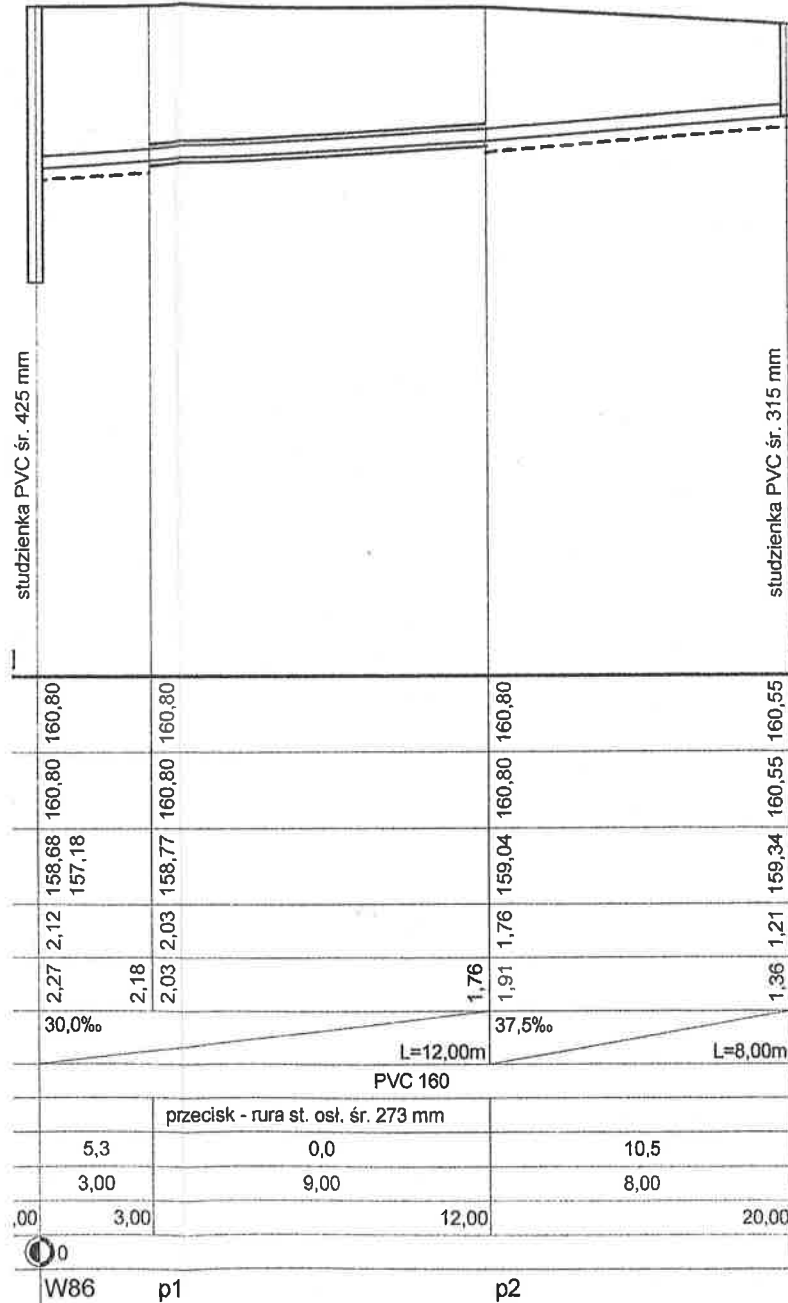 studzienka PVC śr. 425 mm
studzienka PVC śr. 315 mm
160,80 160,80 160,80 160,55
160,80 160,80 160,80 160,55
158,68 157,18 158,77 159,04 159,34
2,12 2,03 1,76 1,21
2,27 2,18 2,03 1,76 1,91 1,36
30,0‰ 37,5‰
L=12,00m L=8,00m
PVC 160
przecisk - rura st. osł. śr. 273 mm
5,3 0,0 10,5
3,00 9,00 8,00
,00 3,00 12,00 20,00
0
W86 p1 p2